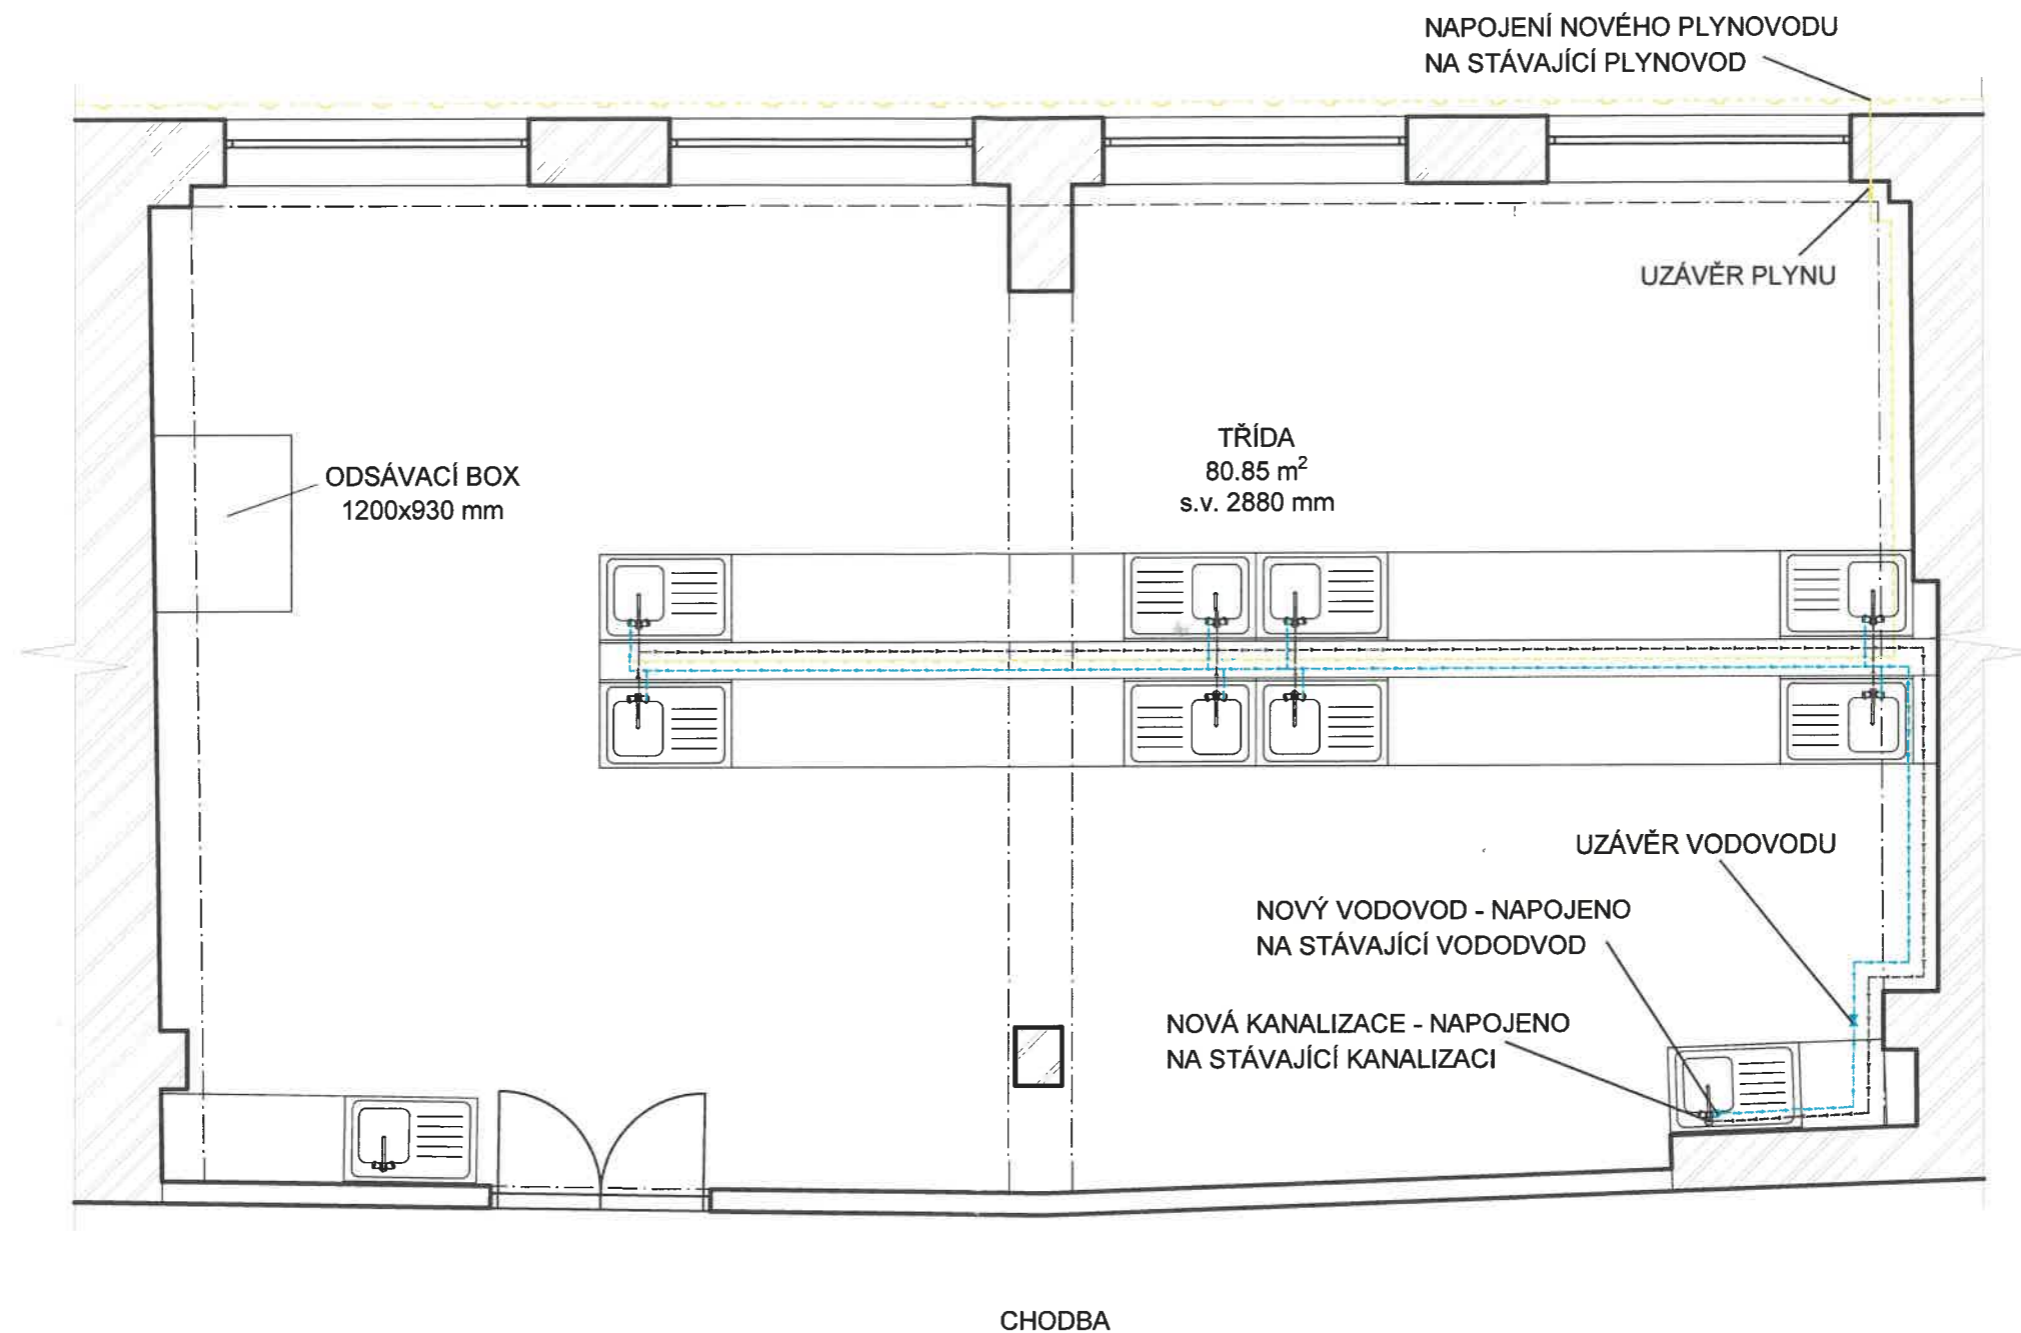 NAPOJENÍ NOVÉHO PLYNOVODU
NA STÁVAJÍCÍ PLYNOVOD
UZÁVĚR PLYNU
TŘÍDA
80.85 m²
s.v. 2880 mm
ODSÁVACÍ BOX
1200x930 mm
UZÁVĚR VODOVODU
NOVÝ VODOVOD - NAPOJENO
NA STÁVAJÍCÍ VODODVOD
NOVÁ KANALIZACE - NAPOJENO
NA STÁVAJÍCÍ KANALIZACI
CHODBA